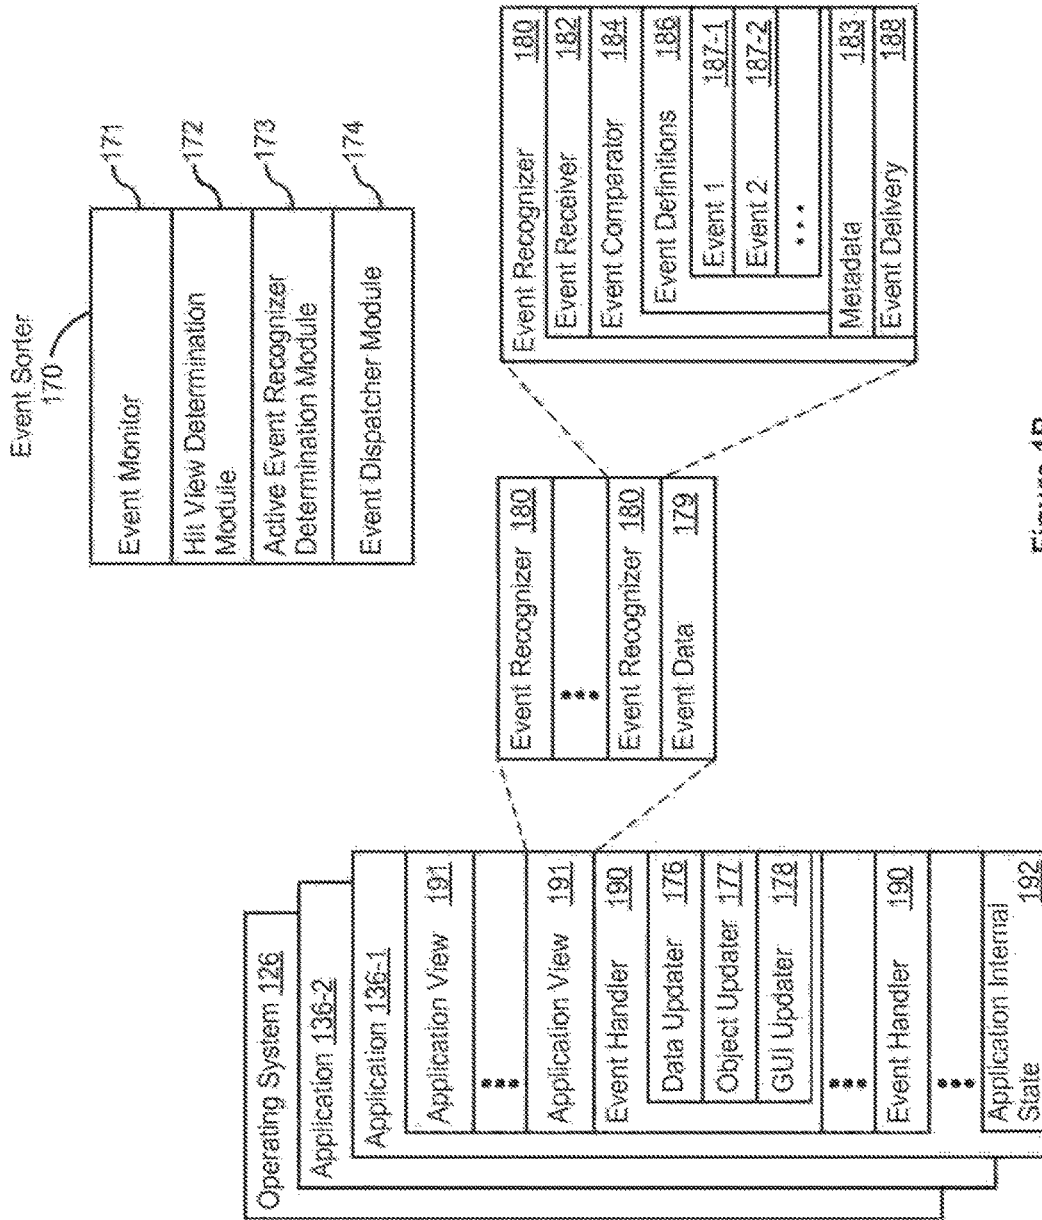 Event Sorter
170
Event Monitor
171
Hit View Determination
Module
172
Active Event Recognizer
Determination Module
173
Event Dispatcher Module
174
Operating System 126
Application 136-2
Application 136-1
Application View 191
Application View 191
Event Handler 190
Data Updater 176
Object Updater 177
GUI Updater 178
Event Handler 190
Application Internal
State 192
Event Recognizer 180
Event Recognizer 180
Event Data 179
Event Recognizer 180
Event Receiver 182
Event Comparator 184
Event Definitions 186
Event 1 187-1
Event 2 187-2
Metadata 183
Event Delivery 188
Figure 4B